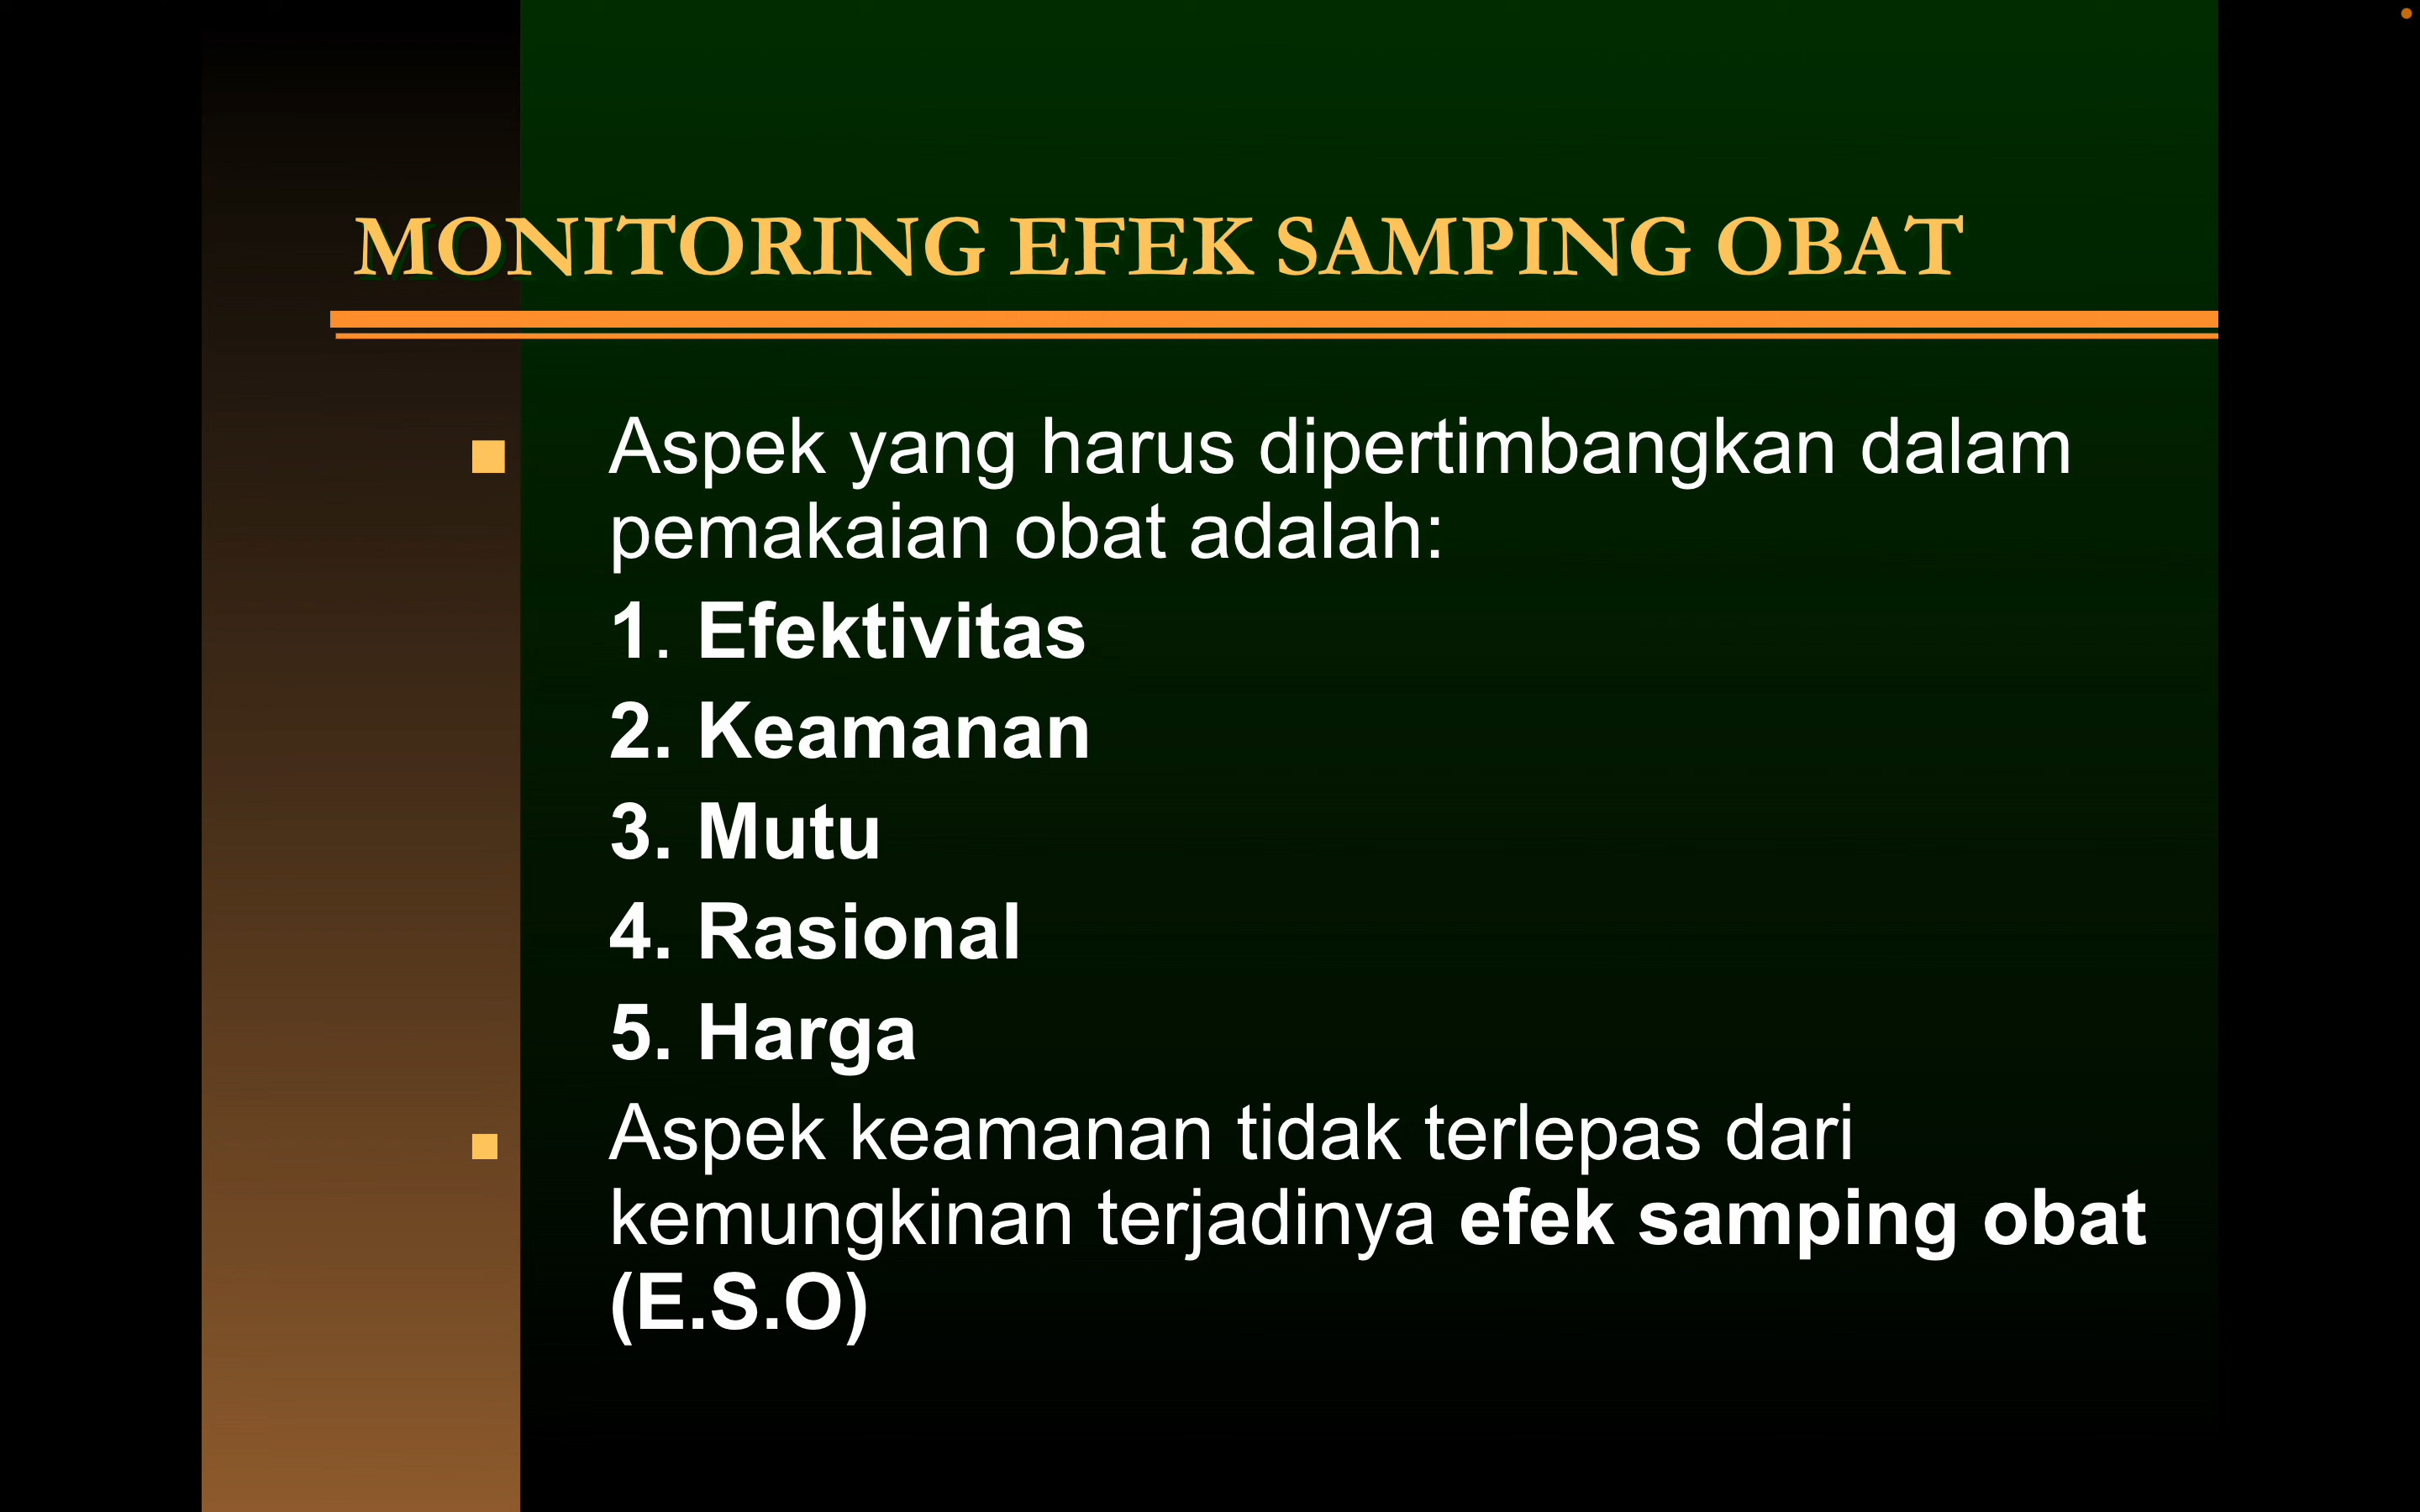 MONITORING EFEK SAMPING OBAT
Aspek yang harus dipertimbangkan dalam
pemakaian obat adalah:
1. Efektivitas
2. Keamanan
3. Mutu
4. Rasional
5. Harga
Aspek keamanan tidak terlepas dari
kemungkinan terjadinya efek samping obat
(E.S.O)